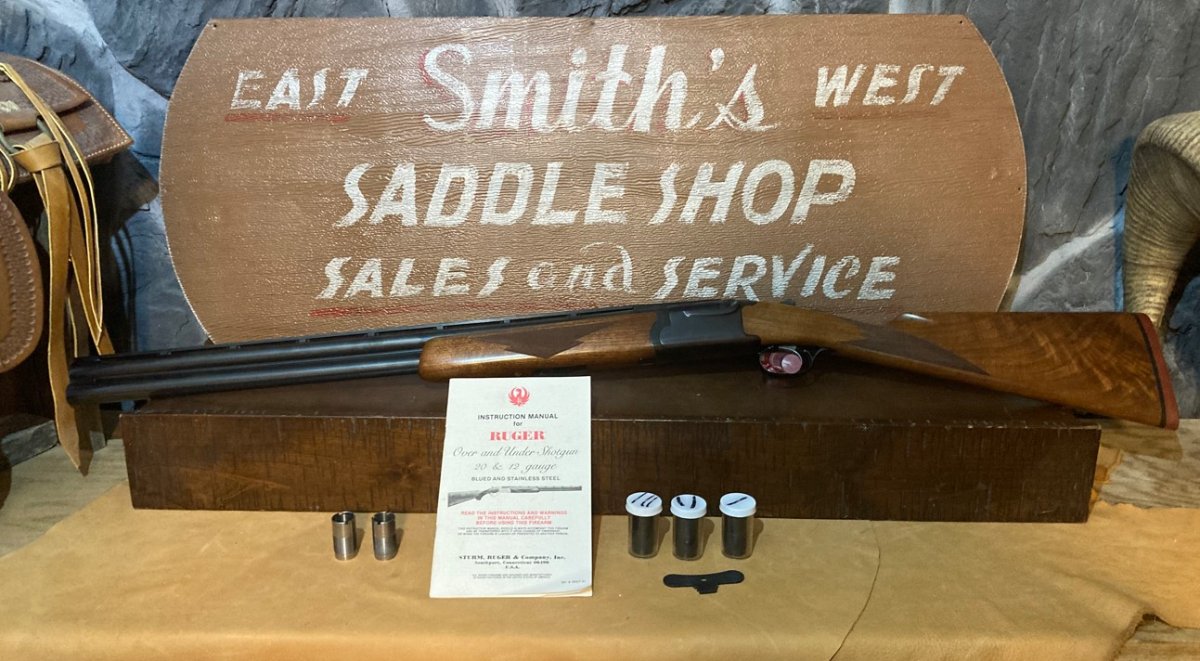 EAST Smith's WEST
SADDLE SHOP
SALES and SERVICE
INSTRUCTION MANUAL
for
RUGER
Over and Under Shotgun
20 & 12 gauge
BLUED AND STAINLESS STEEL
READ THE INSTRUCTIONS AND WARNINGS
IN THIS MANUAL CAREFULLY
BEFORE USING THIS FIREARM
STURM, RUGER & Company, Inc.
Southport, Connecticut 06490
U.S.A.